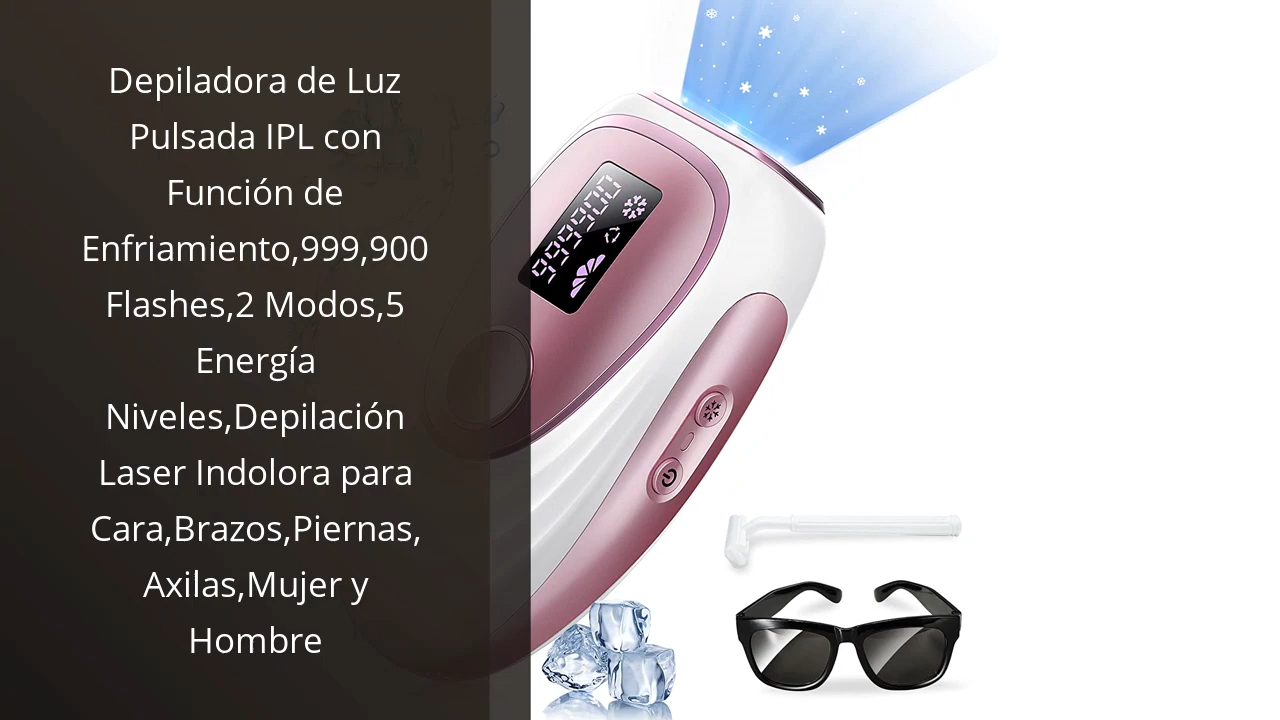 Depiladora de Luz
Pulsada IPL con
Función de
Enfriamiento,999,900
Flashes,2 Modos,5
Energía
Niveles,Depilación
Laser Indolora para
Cara,Brazos,Piernas,
Axilas,Mujer y
Hombre
999900